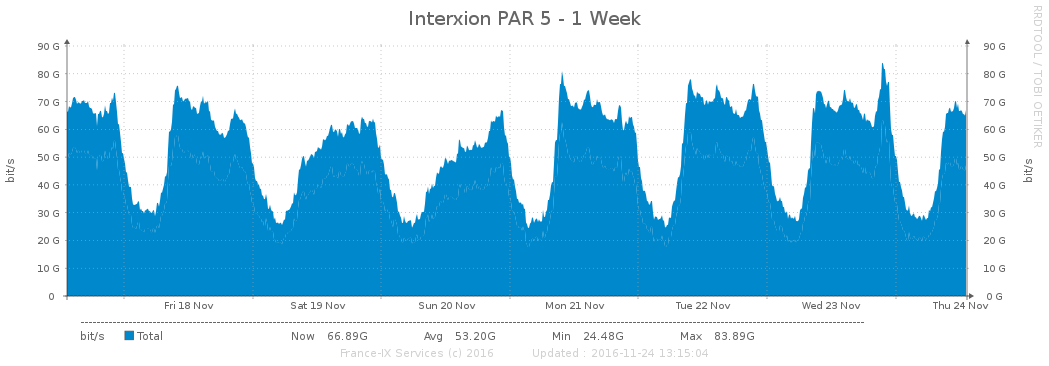 Interxion PAR 5 - 1 Week
RRDTOOL / TOBI OETIKER
90 G 90 G
80 G 80 G
70 G 70 G
60 G 60 G
50 G 50 G
40 G 40 G
30 G 30 G
20 G 20 G
10 G 10 G
0 0 G
bit/s bit/s
Fri 18 Nov Sat 19 Nov Sun 20 Nov Mon 21 Nov Tue 22 Nov Wed 23 Nov Thu 24 Nov
bit/s Total Now 66.89G Avg 53.20G Min 24.48G Max 83.89G
France-IX Services (c) 2016 Updated : 2016-11-24 13:15:04